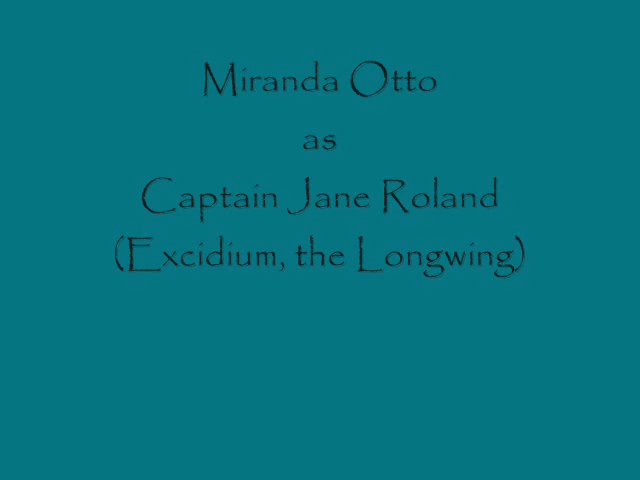 Miranda Otto
as
Captain Jane Roland
(Excidium, the Longwing)